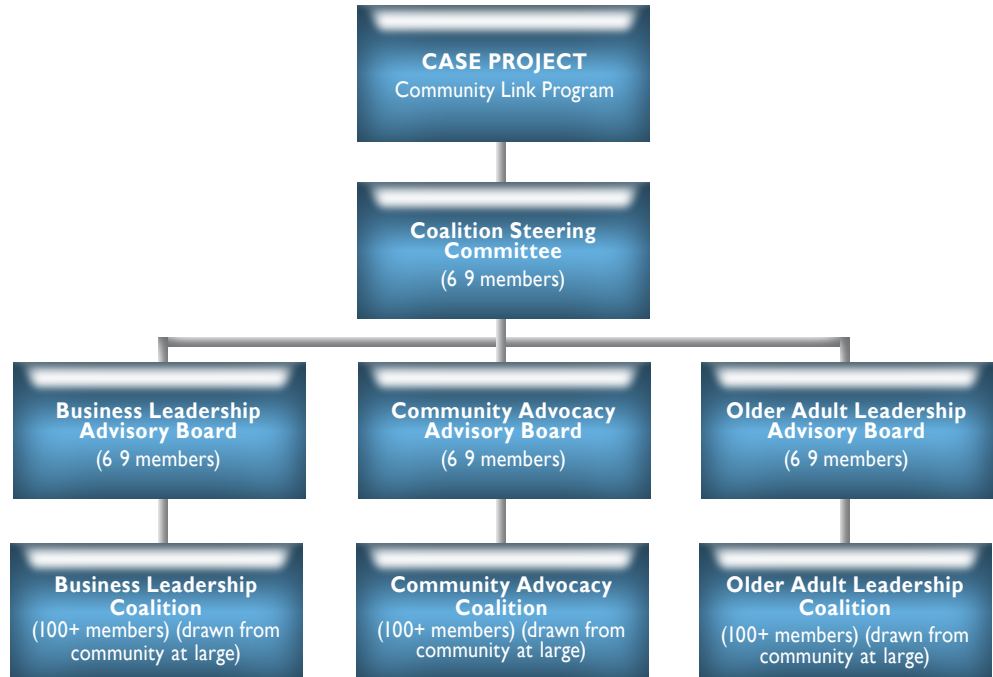 CASE PROJECT
Community Link Program
Coalition Steering
Committee
(6 9 members)
Business Leadership
Advisory Board
(6 9 members)
Community Advocacy
Advisory Board
(6 9 members)
Older Adult Leadership
Advisory Board
(6 9 members)
Business Leadership
Coalition
(100+ members) (drawn from
community at large)
Community Advocacy
Coalition
(100+ members) (drawn from
community at large)
Older Adult Leadership
Coalition
(100+ members) (drawn from
community at large)